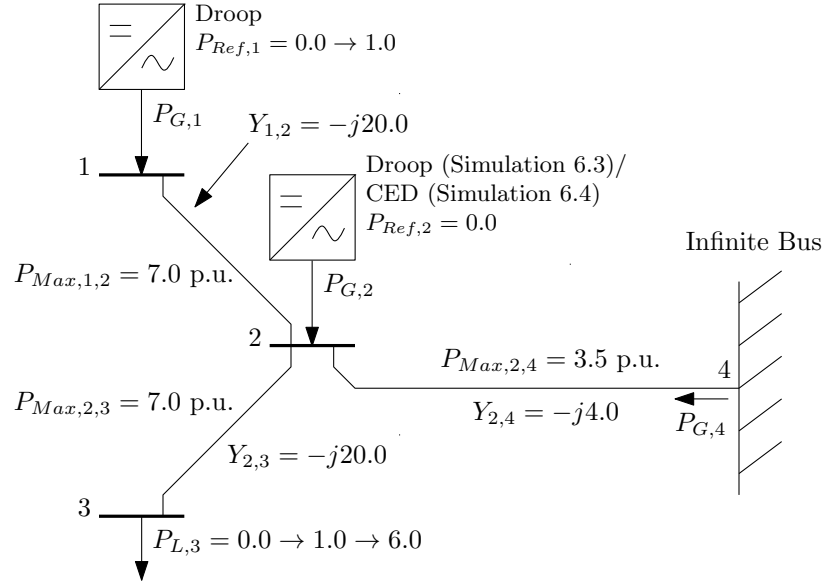 Droop
P_{Ref,1} = 0.0 → 1.0
P_{G,1}
Y_{1,2} = −j20.0
1
Droop (Simulation 6.3)/
CED (Simulation 6.4)
P_{Ref,2} = 0.0
Infinite Bus
P_{Max,1,2} = 7.0 p.u.
P_{G,2}
2
P_{Max,2,4} = 3.5 p.u.
4
P_{Max,2,3} = 7.0 p.u.
Y_{2,4} = −j4.0
P_{G,4}
Y_{2,3} = −j20.0
3
P_{L,3} = 0.0 → 1.0 → 6.0